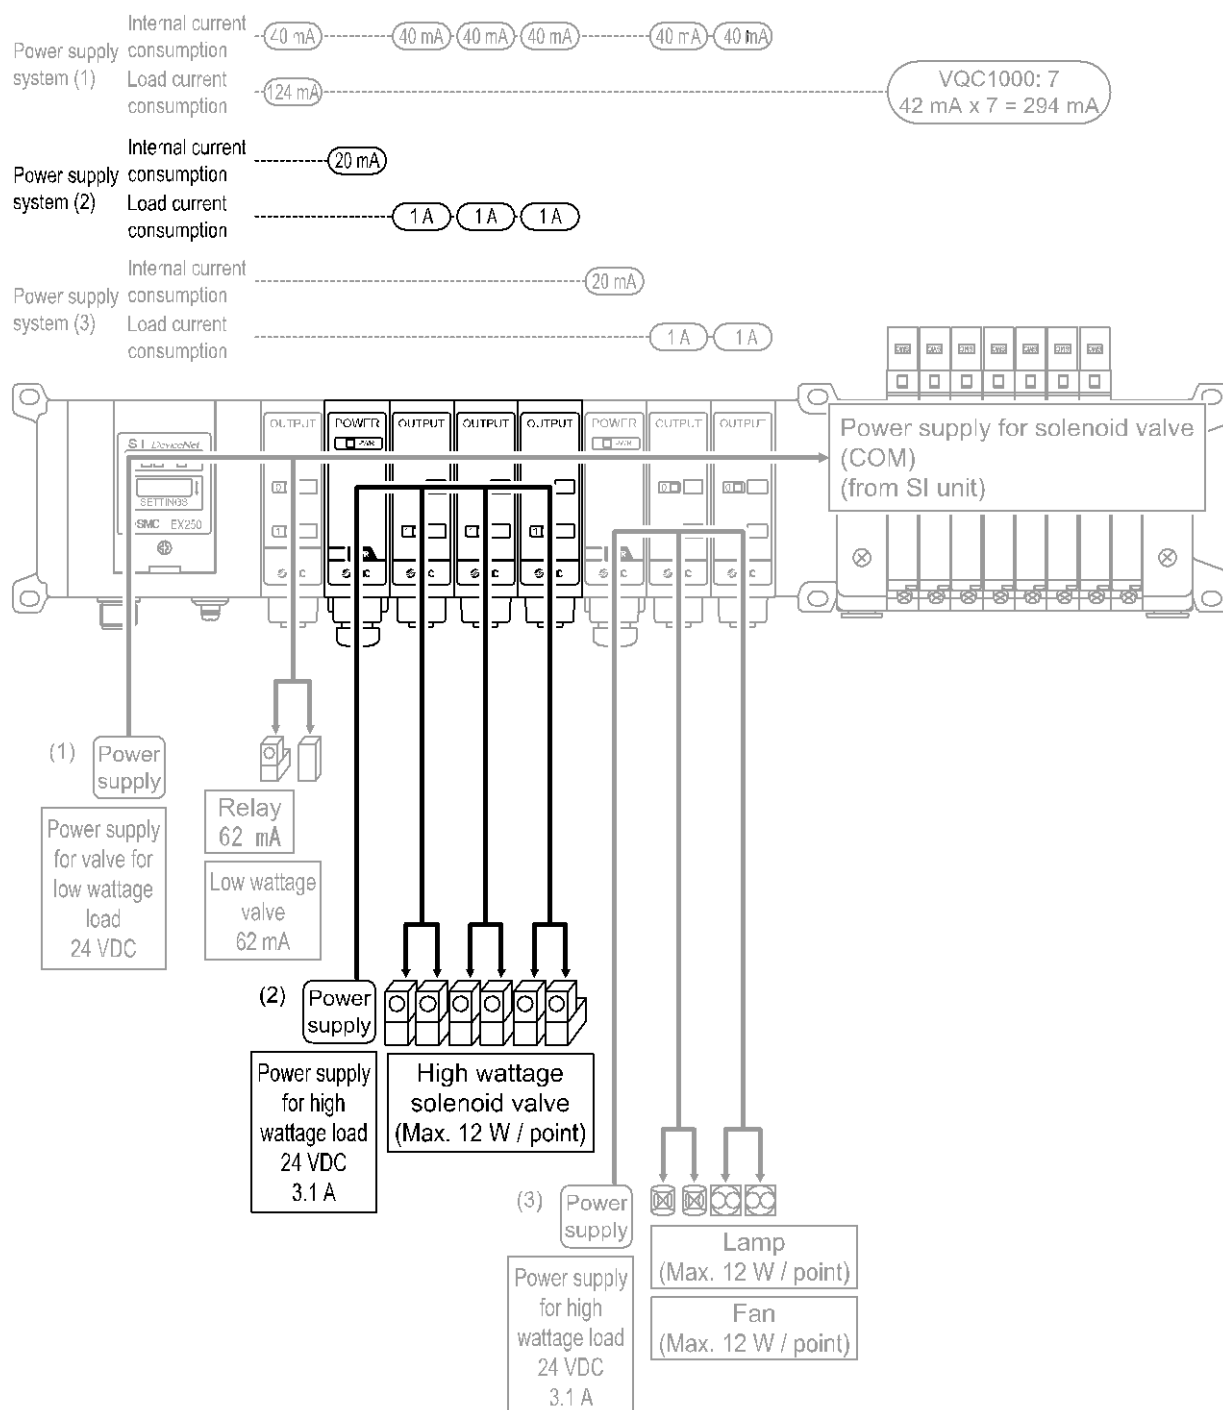 Power supply system (1)
Internal current consumption
40 mA 40 mA 40 mA 40 mA 40 mA 40 mA
Load current consumption
124 mA
VQC1000: 7
42 mA x 7 = 294 mA
Power supply system (2)
Internal current consumption
20 mA
Load current consumption
1 A 1 A 1 A
Power supply system (3)
Internal current consumption
20 mA
Load current consumption
1 A 1 A
OUTPUT POWER OUTPUT OUTPUT OUTPUT POWER OUTPUT OUTPUT
PWR
SI DeviceNet
SETTINGS
SMC EX250
Power supply for solenoid valve
(COM)
(from SI unit)
(1)
Power
supply
Power supply
for valve for
low wattage
load
24 VDC
Relay
62 mA
Low wattage
valve
62 mA
(2)
Power
supply
Power supply
for high
wattage load
24 VDC
3.1 A
High wattage
solenoid valve
(Max. 12 W / point)
(3)
Power
supply
Power supply
for high
wattage load
24 VDC
3.1 A
Lamp
(Max. 12 W / point)
Fan
(Max. 12 W / point)